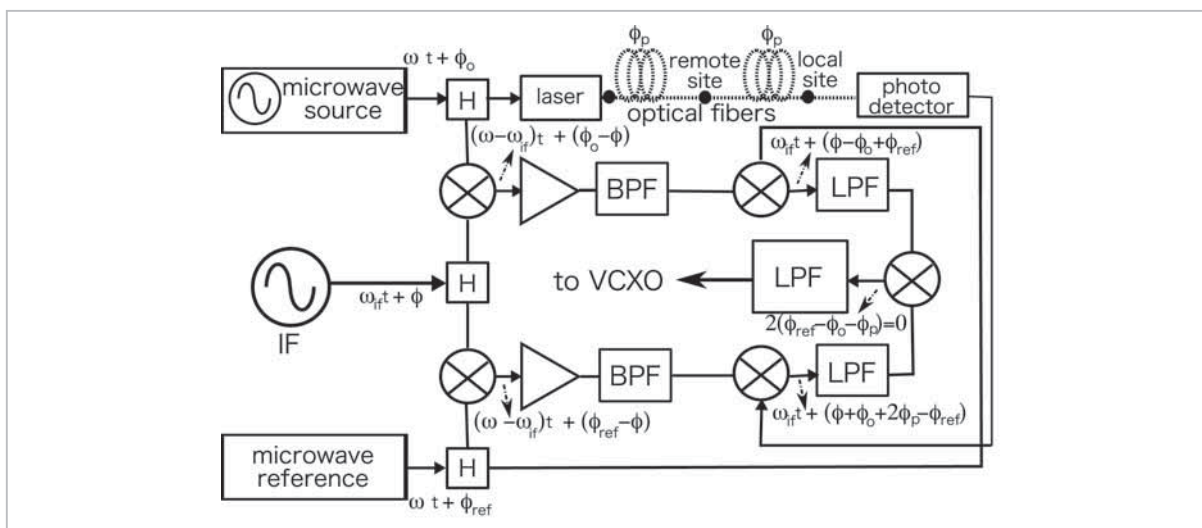 ω t + ϕo
microwave
source
H
laser
ϕp
remote
site
ϕp
local
site
photo
detector
optical fibers
(ω−ωif)t + (ϕo−ϕ)
ωift + (ϕ−ϕo+ϕref)
BPF
LPF
to VCXO
LPF
H
ωift + ϕ
IF
2(ϕref−ϕo−ϕp)=0
BPF
LPF
(ω −ωif)t + (ϕref−ϕ)
ωift + (ϕ+ϕo+2ϕp−ϕref)
microwave
reference
H
ω t + ϕref